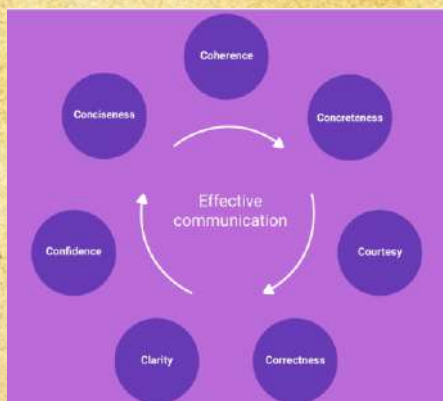 Coherence
Concreteness
Courtesy
Correctness
Clarity
Confidence
Conciseness
Effective
communication